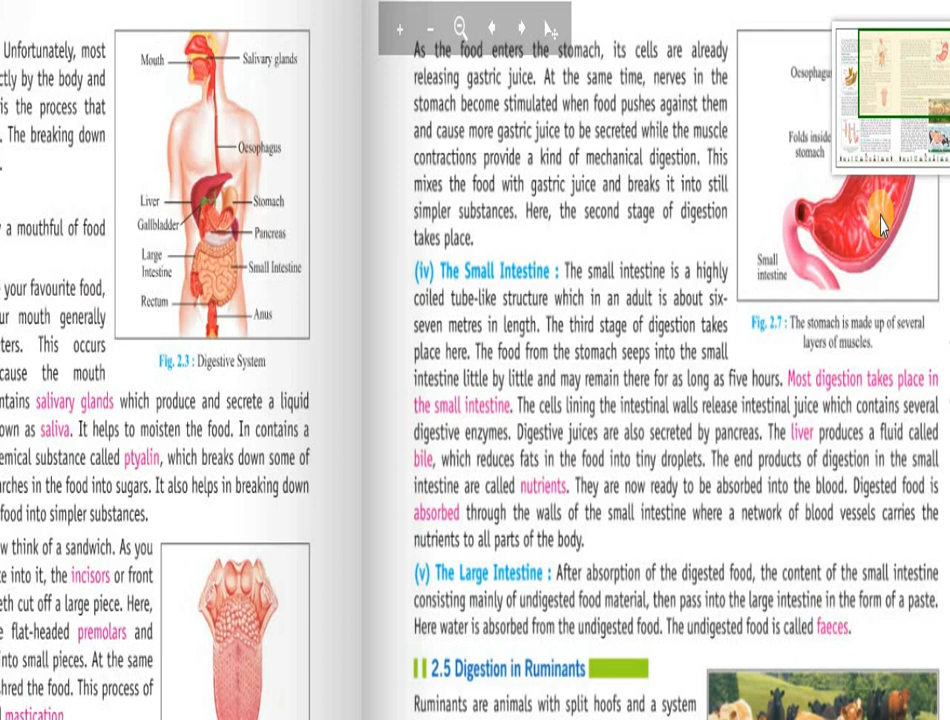 Unfortunately, most
ctly by the body and
is the process that
. The breaking down
.
y a mouthful of food
your favourite food,
ur mouth generally
ters. This occurs
cause the mouth
ntains salivary glands which produce and secrete a liquid
own as saliva. It helps to moisten the food. In contains a
emical substance called ptyalin, which breaks down some of
arches in the food into sugars. It also helps in breaking down
food into simpler substances.
w think of a sandwich. As you
te into it, the incisors or front
eth cut off a large piece. Here,
e flat-headed premolars and
into small pieces. At the same
shred the food. This process of
d mastication.
Mouth
Salivary glands
Oesophagus
Liver
Stomach
Gallbladder
Pancreas
Large
Intestine
Small Intestine
Rectum
Anus
Fig. 2.3 : Digestive System
As the food enters the stomach, its cells are already
releasing gastric juice. At the same time, nerves in the
stomach become stimulated when food pushes against them
and cause more gastric juice to be secreted while the muscle
contractions provide a kind of mechanical digestion. This
mixes the food with gastric juice and breaks it into still
simpler substances. Here, the second stage of digestion
takes place.
(iv) The Small Intestine : The small intestine is a highly
coiled tube-like structure which in an adult is about six-
seven metres in length. The third stage of digestion takes
place here. The food from the stomach seeps into the small
intestine little by little and may remain there for as long as five hours. Most digestion takes place in
the small intestine. The cells lining the intestinal walls release intestinal juice which contains several
digestive enzymes. Digestive juices are also secreted by pancreas. The liver produces a fluid called
bile, which reduces fats in the food into tiny droplets. The end products of digestion in the small
intestine are called nutrients. They are now ready to be absorbed into the blood. Digested food is
absorbed through the walls of the small intestine where a network of blood vessels carries the
nutrients to all parts of the body.
(v) The Large Intestine : After absorption of the digested food, the content of the small intestine
consisting mainly of undigested food material, then pass into the large intestine in the form of a paste.
Here water is absorbed from the undigested food. The undigested food is called faeces.
2.5 Digestion in Ruminants
Ruminants are animals with split hoofs and a system
Oesophagus
Folds inside
stomach
Small
intestine
Fig. 2.7 : The stomach is made up of several
layers of muscles.